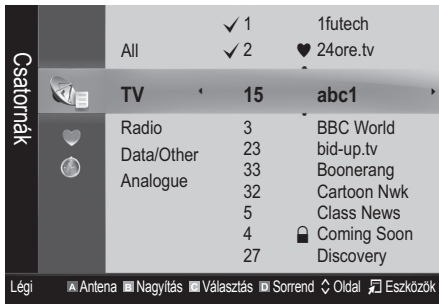 Csatornák
✓ 1 1futech
All ✓ 2 ♥ 24ore.tv
TV 15 abc1
Radio 3 BBC World
Data/Other 23 bid-up.tv
Analogue 33 Boonerang
32 Cartoon Nwk
5 Class News
4 Coming Soon
27 Discovery
Légi A Antena B Nagyítás C Választás D Sorrend Oldal Eszközök